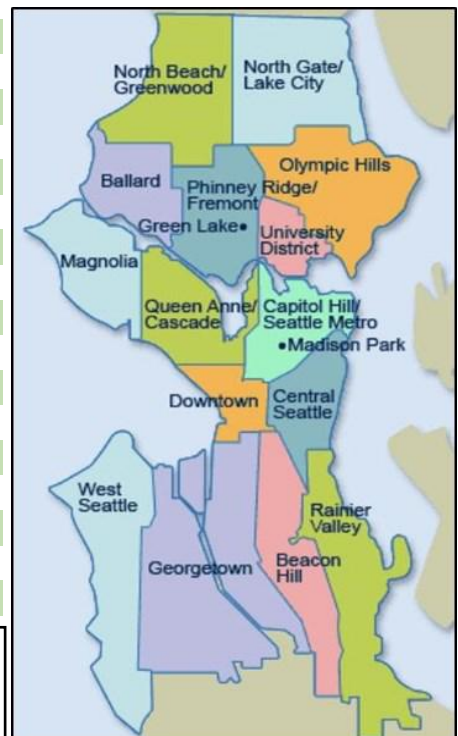 North Beach/
Greenwood
North Gate/
Lake City
Olympic Hills
Ballard
Phinney Ridge/
Fremont
Green Lake
University
District
Magnolia
Queen Anne/
Cascade
Capitol Hill/
Seattle Metro
Madison Park
Downtown
Central
Seattle
West
Seattle
Rainier
Valley
Georgetown
Beacon
Hill